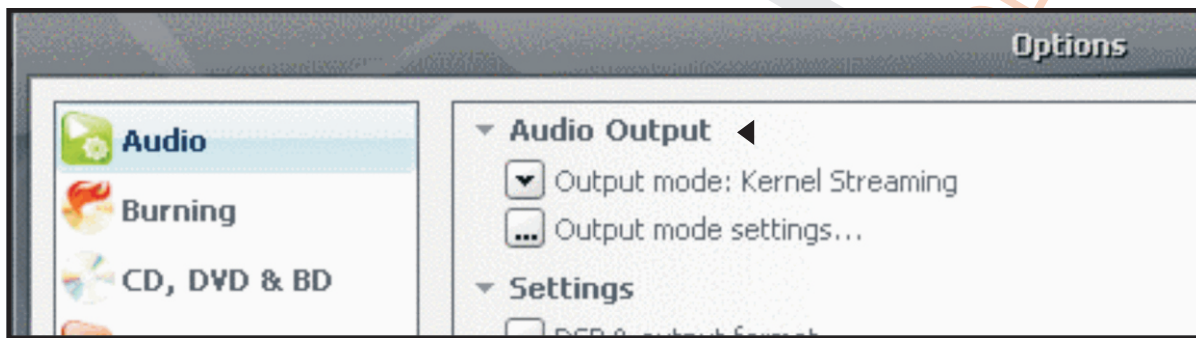 Options
Audio
Burning
CD, DVD & BD
Audio Output
Output mode: Kernel Streaming
Output mode settings...
Settings